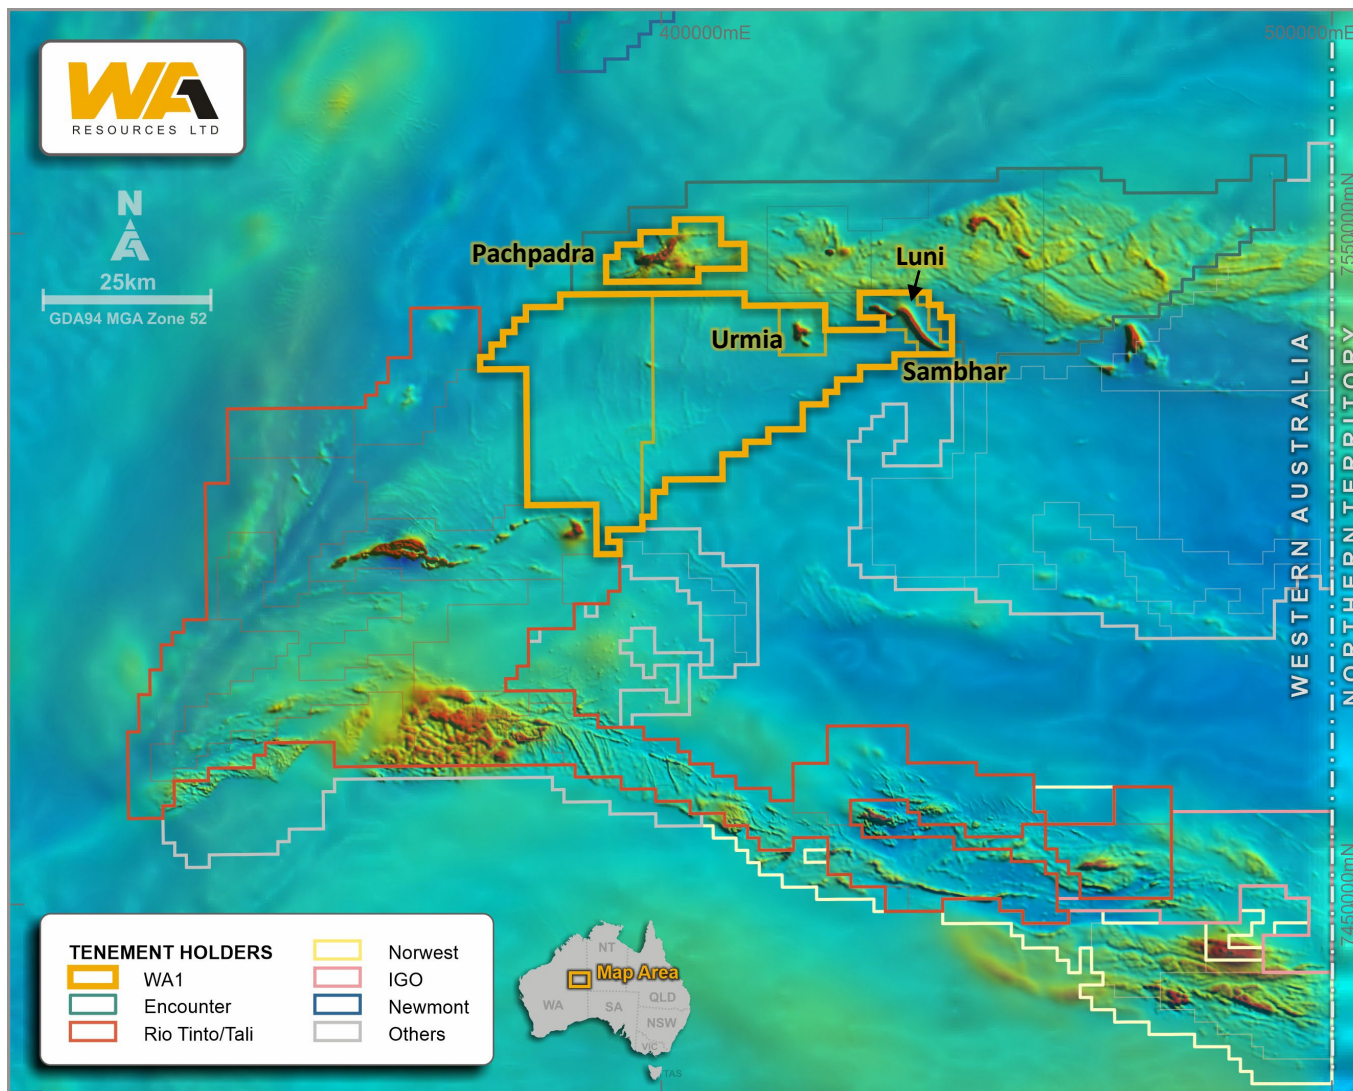 400000mE
500000mE
WA1
RESOURCES LTD
N
25km
GDA94 MGA Zone 52
7550000mN
Pachpadra
Luni
Urmia
Sambhar
WESTERN AUSTRALIA
NORTHERN TERRITORY
7450000mN
TENEMENT HOLDERS
WA1
Encounter
Rio Tinto/Tali
Norwest
IGO
Newmont
Others
Map Area
NT
WA
SA
QLD
NSW
VIC
TAS